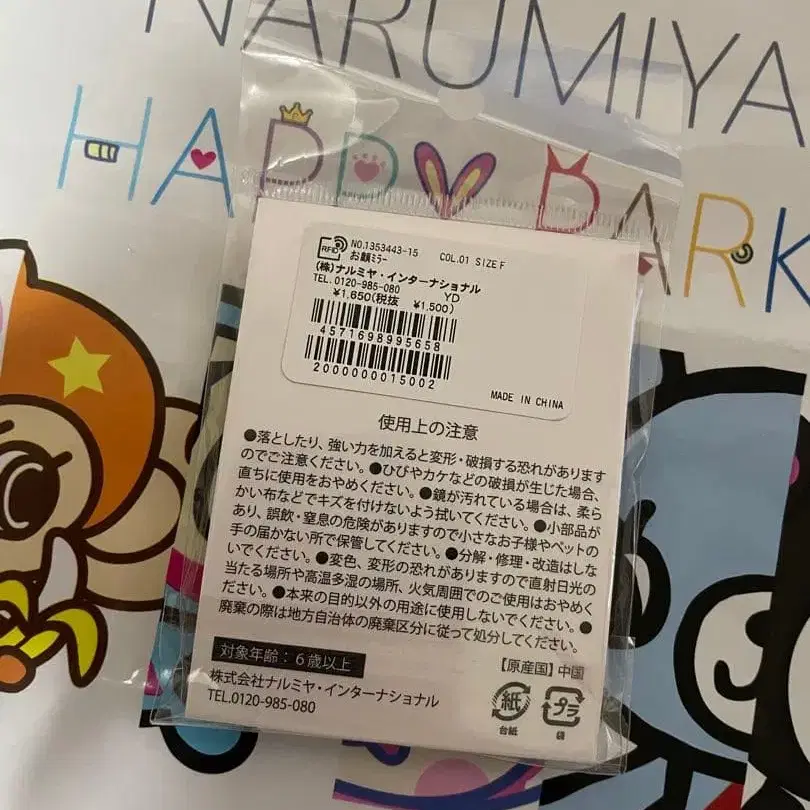 NARUMIYA
HAPPY PARK
RFID
NO.1353443-15 COL.01 SIZE F
お顔ﾐﾗｰ
(株)ナルミヤ・インターナショナル
TEL.0120-985-080 YD
¥1,650(税抜 ¥1,500)
4571698995658
2000000015002
MADE IN CHINA
使用上の注意
●落としたり、強い力を加えると変形・破損する恐れがあります
のでご注意ください。●ひびやカケなどの破損が生じた場合、
直ちに使用をおやめください。●鏡が汚れている場合は、柔ら
かい布などでキズを付けないよう拭いてください。●小部品が
あり、誤飲・窒息の危険がありますので小さなお子様やペットの
手の届かない所で保管してください。●分解・修理・改造はしな
いでください。●変色、変形の恐れがありますので直射日光の
当たる場所や高温多湿の場所、火気周囲でのご使用はおやめく
ださい。●本来の目的以外の用途に使用しないでください。●
廃棄の際は地方自治体の廃棄区分に従って処分してください。
対象年齢：6歳以上
【原産国】中国
株式会社ナルミヤ・インターナショナル
TEL.0120-985-080
紙
台紙
プラ
袋